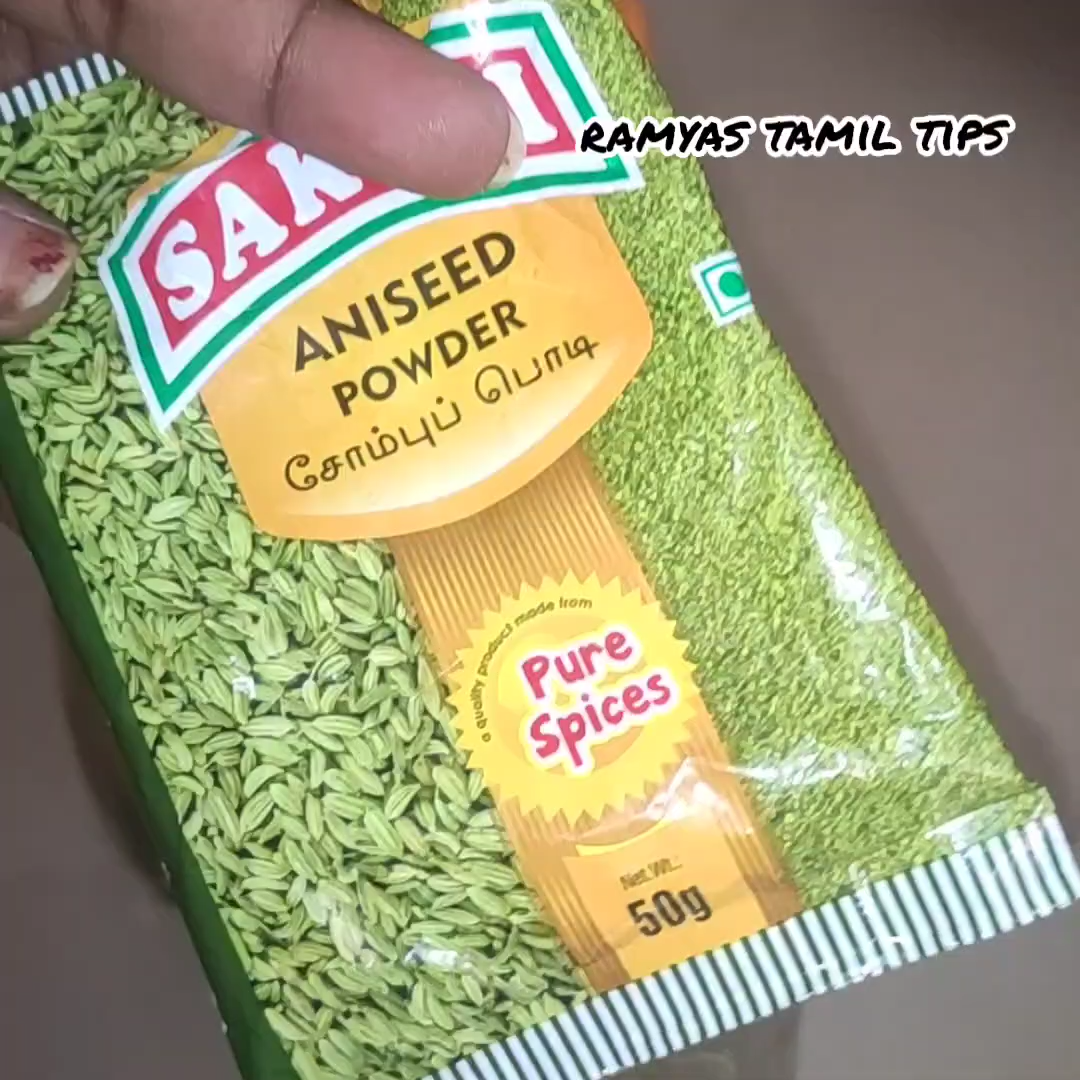 RAMYAS TAMIL TIPS
ANISEED
POWDER
சோம்புப் பொடி
a quality product made from
Pure
Spices
Net.Wt.:
50g